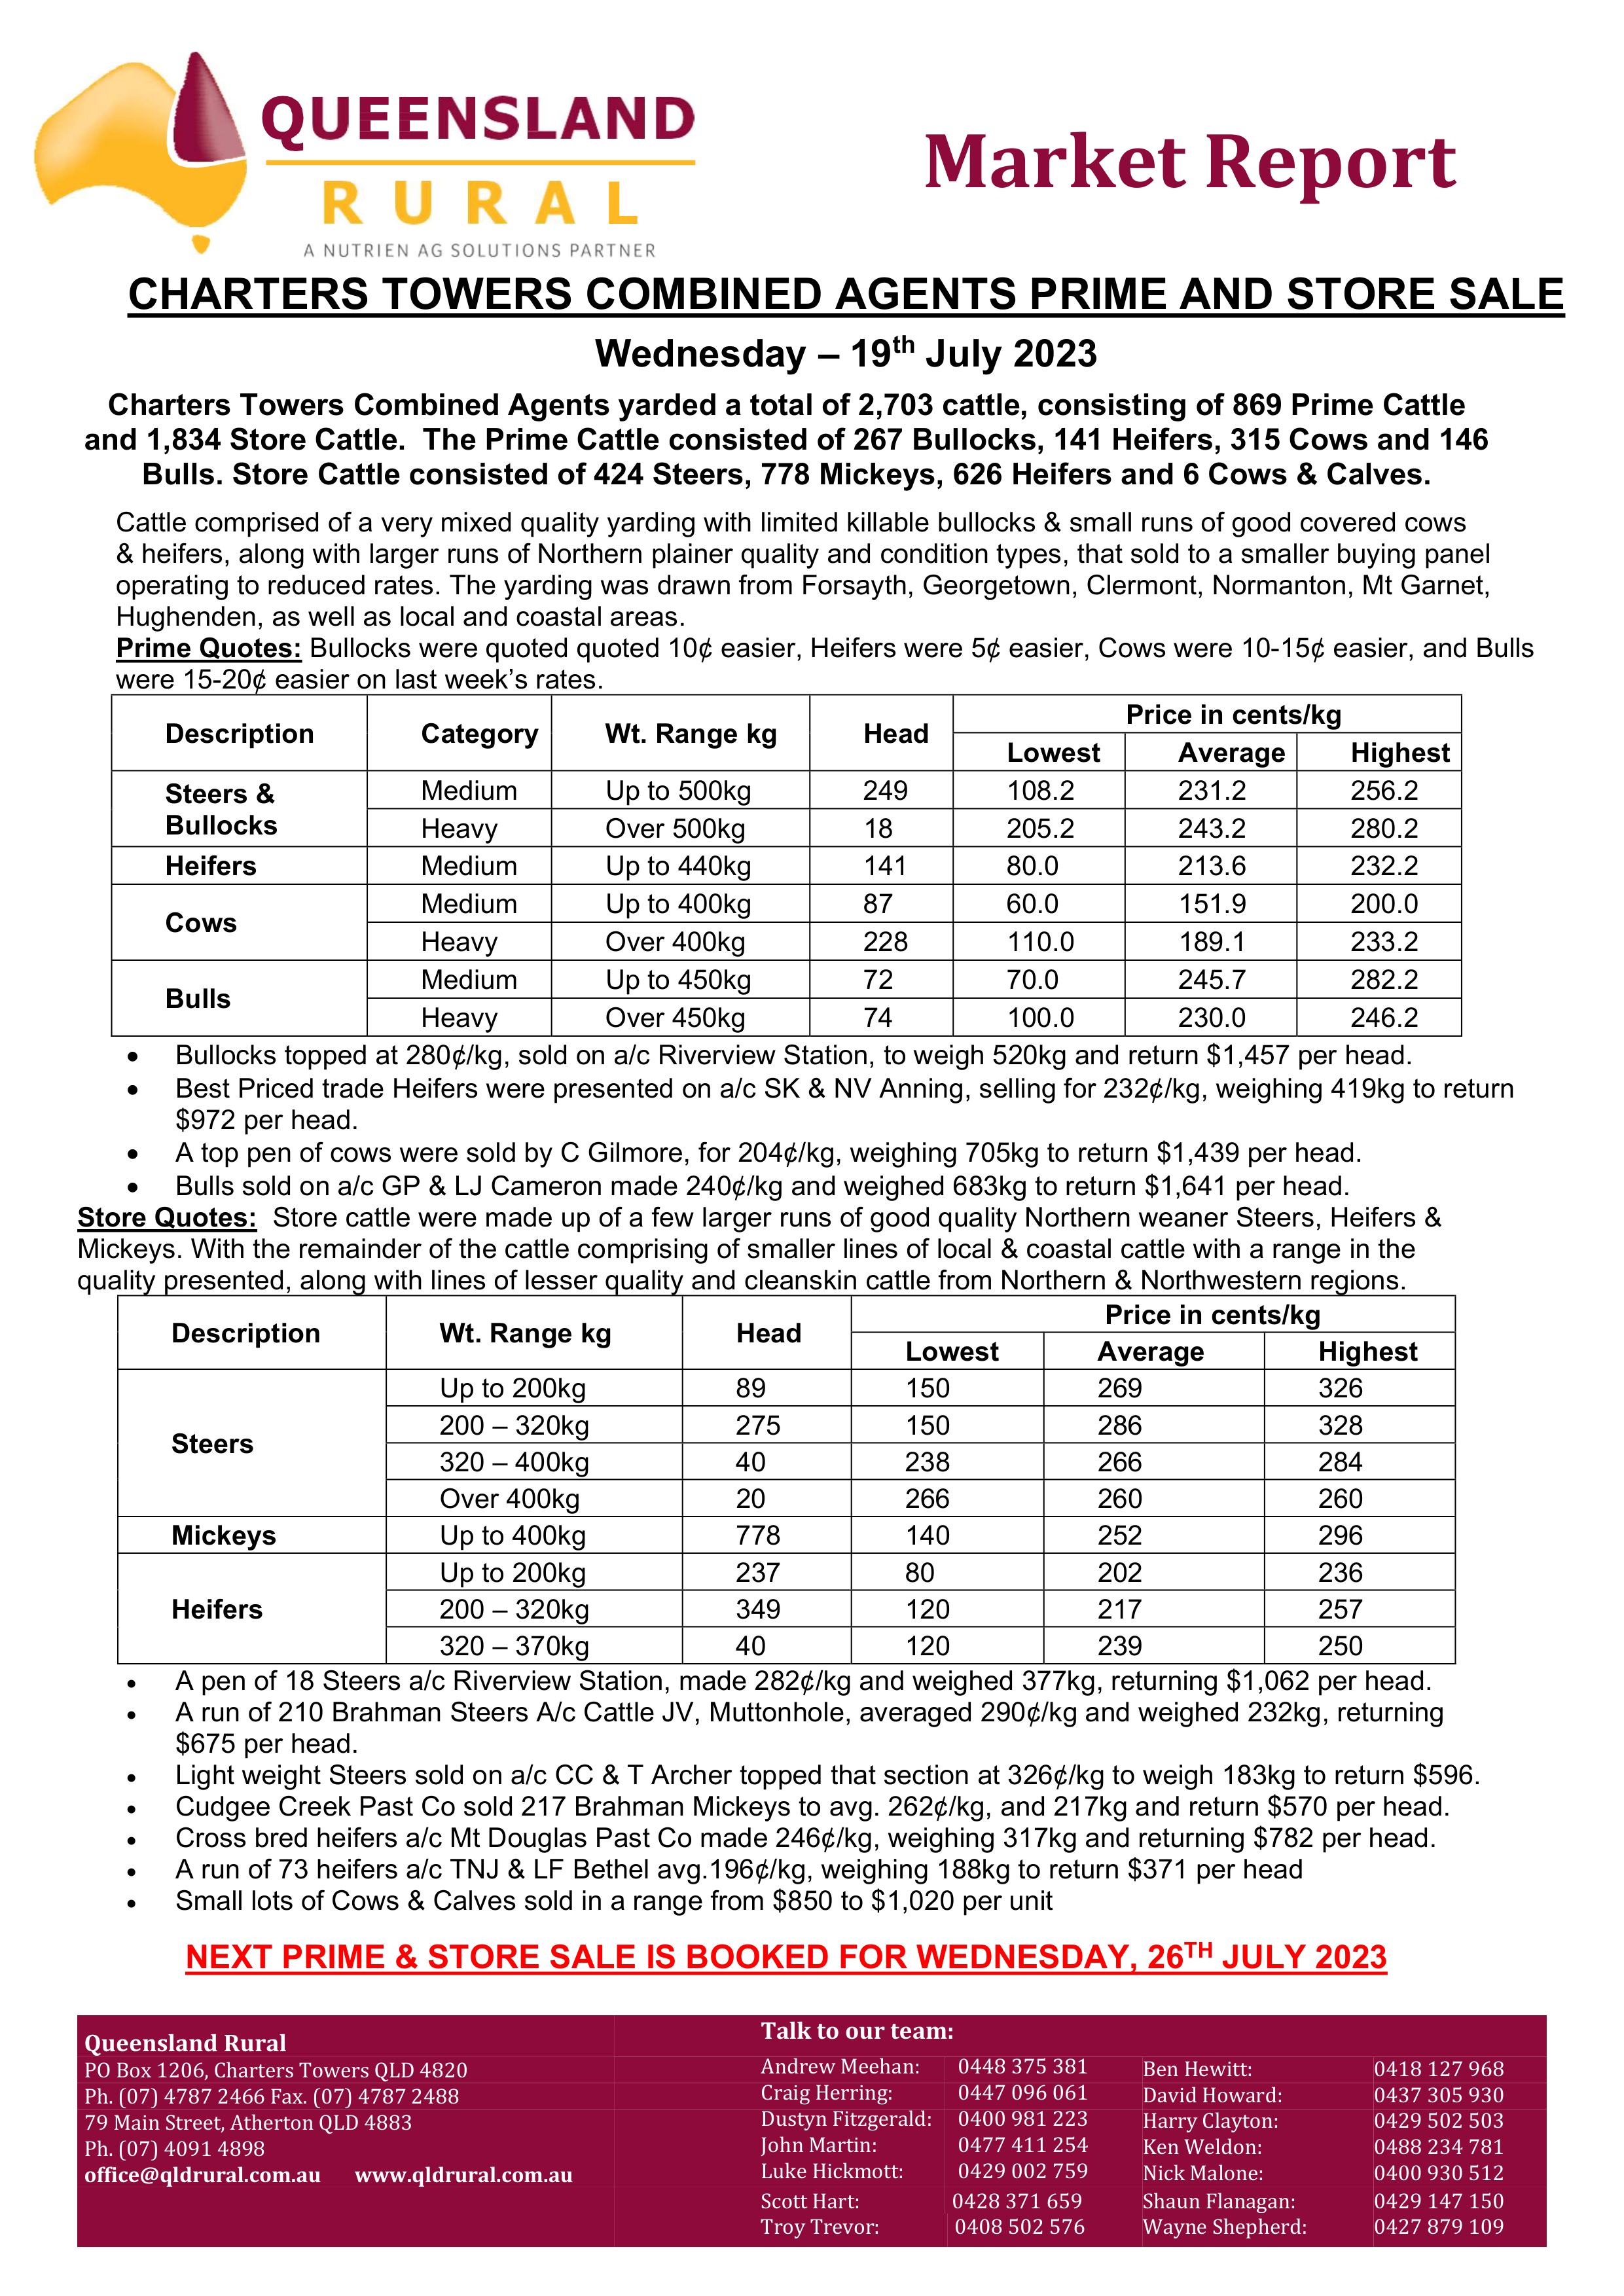 QUEENSLAND
RURAL
A NUTRIEN AG SOLUTIONS PARTNER
Market Report
CHARTERS TOWERS COMBINED AGENTS PRIME AND STORE SALE
Wednesday – 19th July 2023
Charters Towers Combined Agents yarded a total of 2,703 cattle, consisting of 869 Prime Cattle
and 1,834 Store Cattle. The Prime Cattle consisted of 267 Bullocks, 141 Heifers, 315 Cows and 146
Bulls. Store Cattle consisted of 424 Steers, 778 Mickeys, 626 Heifers and 6 Cows & Calves.
Cattle comprised of a very mixed quality yarding with limited killable bullocks & small runs of good covered cows
& heifers, along with larger runs of Northern plainer quality and condition types, that sold to a smaller buying panel
operating to reduced rates. The yarding was drawn from Forsayth, Georgetown, Clermont, Normanton, Mt Garnet,
Hughenden, as well as local and coastal areas.
Prime Quotes: Bullocks were quoted quoted 10¢ easier, Heifers were 5¢ easier, Cows were 10-15¢ easier, and Bulls
were 15-20¢ easier on last week's rates.
Description Category Wt. Range kg Head Price in cents/kg
Lowest Average Highest
Steers & Bullocks Medium Up to 500kg 249 108.2 231.2 256.2
Heavy Over 500kg 18 205.2 243.2 280.2
Heifers Medium Up to 440kg 141 80.0 213.6 232.2
Cows Medium Up to 400kg 87 60.0 151.9 200.0
Heavy Over 400kg 228 110.0 189.1 233.2
Bulls Medium Up to 450kg 72 70.0 245.7 282.2
Heavy Over 450kg 74 100.0 230.0 246.2
• Bullocks topped at 280¢/kg, sold on a/c Riverview Station, to weigh 520kg and return $1,457 per head.
• Best Priced trade Heifers were presented on a/c SK & NV Anning, selling for 232¢/kg, weighing 419kg to return
$972 per head.
• A top pen of cows were sold by C Gilmore, for 204¢/kg, weighing 705kg to return $1,439 per head.
• Bulls sold on a/c GP & LJ Cameron made 240¢/kg and weighed 683kg to return $1,641 per head.
Store Quotes: Store cattle were made up of a few larger runs of good quality Northern weaner Steers, Heifers &
Mickeys. With the remainder of the cattle comprising of smaller lines of local & coastal cattle with a range in the
quality presented, along with lines of lesser quality and cleanskin cattle from Northern & Northwestern regions.
Description Wt. Range kg Head Price in cents/kg
Lowest Average Highest
Steers Up to 200kg 89 150 269 326
200 – 320kg 275 150 286 328
320 – 400kg 40 238 266 284
Over 400kg 20 266 260 260
Mickeys Up to 400kg 778 140 252 296
Heifers Up to 200kg 237 80 202 236
200 – 320kg 349 120 217 257
320 – 370kg 40 120 239 250
• A pen of 18 Steers a/c Riverview Station, made 282¢/kg and weighed 377kg, returning $1,062 per head.
• A run of 210 Brahman Steers A/c Cattle JV, Muttonhole, averaged 290¢/kg and weighed 232kg, returning
$675 per head.
• Light weight Steers sold on a/c CC & T Archer topped that section at 326¢/kg to weigh 183kg to return $596.
• Cudgee Creek Past Co sold 217 Brahman Mickeys to avg. 262¢/kg, and 217kg and return $570 per head.
• Cross bred heifers a/c Mt Douglas Past Co made 246¢/kg, weighing 317kg and returning $782 per head.
• A run of 73 heifers a/c TNJ & LF Bethel avg.196¢/kg, weighing 188kg to return $371 per head
• Small lots of Cows & Calves sold in a range from $850 to $1,020 per unit
NEXT PRIME & STORE SALE IS BOOKED FOR WEDNESDAY, 26TH JULY 2023
Queensland Rural
PO Box 1206, Charters Towers QLD 4820
Ph. (07) 4787 2466 Fax. (07) 4787 2488
79 Main Street, Atherton QLD 4883
Ph. (07) 4091 4898
office@qldrural.com.au www.qldrural.com.au
Talk to our team:
Andrew Meehan: 0448 375 381 Ben Hewitt: 0418 127 968
Craig Herring: 0447 096 061 David Howard: 0437 305 930
Dustyn Fitzgerald: 0400 981 223 Harry Clayton: 0429 502 503
John Martin: 0477 411 254 Ken Weldon: 0488 234 781
Luke Hickmott: 0429 002 759 Nick Malone: 0400 930 512
Scott Hart: 0428 371 659 Shaun Flanagan: 0429 147 150
Troy Trevor: 0408 502 576 Wayne Shepherd: 0427 879 109